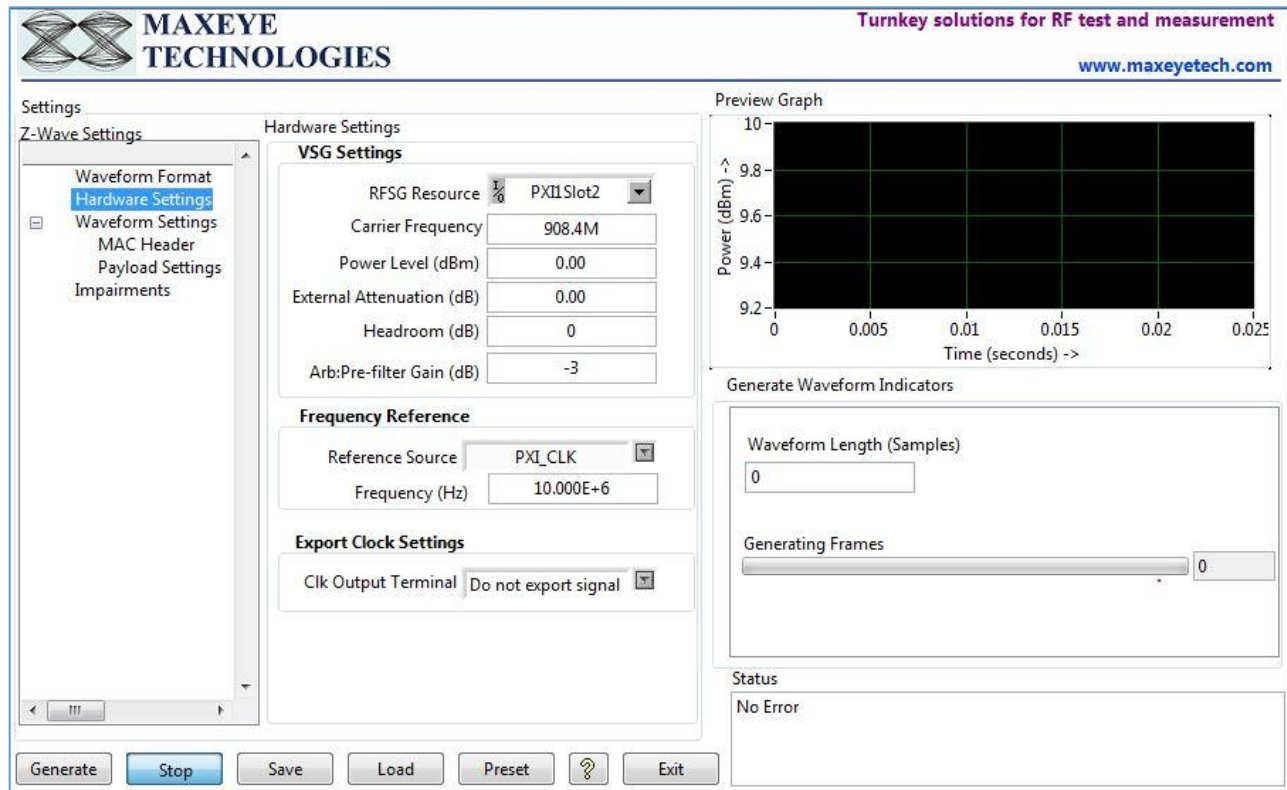 MAXEYE
TECHNOLOGIES
Turnkey solutions for RF test and measurement
www.maxeyetech.com
Settings
Z-Wave Settings
Waveform Format
Hardware Settings
Waveform Settings
MAC Header
Payload Settings
Impairments
Hardware Settings
VSG Settings
RFSG Resource I/O PXI1Slot2
Carrier Frequency 908.4M
Power Level (dBm) 0.00
External Attenuation (dB) 0.00
Headroom (dB) 0
Arb:Pre-filter Gain (dB) -3
Frequency Reference
Reference Source PXI_CLK
Frequency (Hz) 10.000E+6
Export Clock Settings
Clk Output Terminal Do not export signal
Preview Graph
Power (dBm) ->
10
9.8
9.6
9.4
9.2
0 0.005 0.01 0.015 0.02 0.025
Time (seconds) ->
Generate Waveform Indicators
Waveform Length (Samples)
0
Generating Frames
0
Status
No Error
Generate Stop Save Load Preset ? Exit